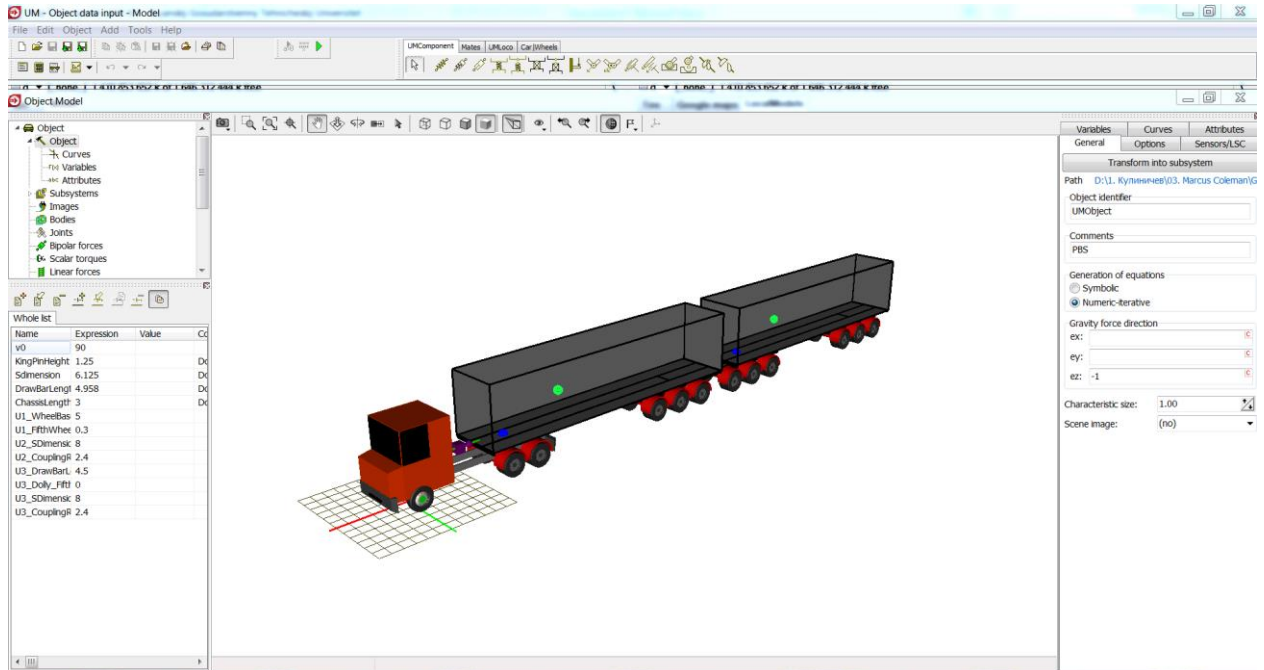 UM - Object data input - Model
File Edit Object Add Tools Help
UMComponent Mates UMLoco Car|Wheels
Object Model
Google maps
Object
Object
Curves
Variables
Attributes
Subsystems
Images
Bodies
Joints
Bipolar forces
Scalar torques
Linear forces
Whole list
Name Expression Value
v0 90
KingPinHeight 1.25
Sdimension 6.125
DrawBarLengt 4.958
ChassisLength 3
U1_WheelBas 5
U1_FifthWhee 0.3
U2_SDimensic 8
U2_CouplingR 2.4
U3_DrawBarL 4.5
U3_Dolly_Fift 0
U3_SDimensic 8
U3_CouplingR 2.4
Variables Curves Attributes
General Options Sensors/LSC
Transform into subsystem
Path D:\1. Кулиничев\03. Marcus Coleman\G
Object identifier
UMObject
Comments
PBS
Generation of equations
Symbolic
Numeric-iterative
Gravity force direction
ex:
ey:
ez: -1
Characteristic size: 1.00
Scene image: (no)